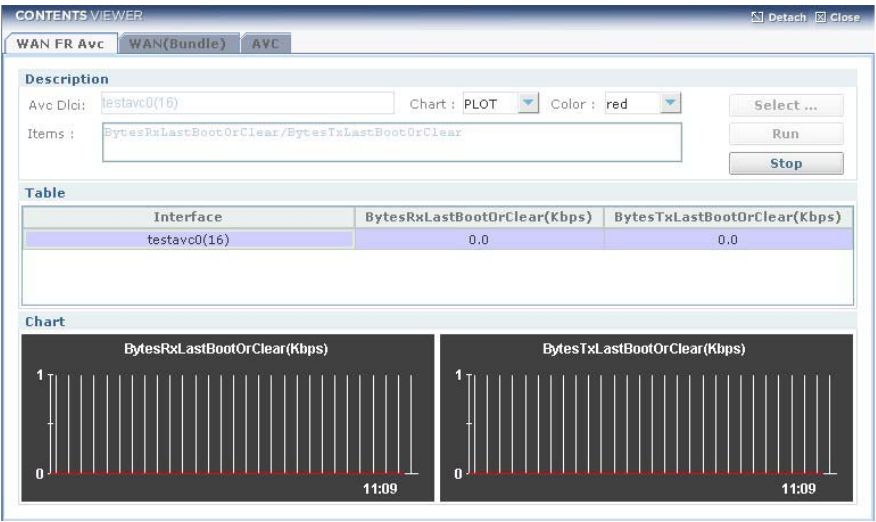 CONTENTS VIEWER Detach Close
WAN FR Avc WAN(Bundle) AVC
Description
Avc Dlci: testavc0(16) Chart : PLOT Color : red Select ...
Items : BytesRxLastBootOrClear/BytesTxLastBootOrClear Run
Stop
Table
Interface BytesRxLastBootOrClear(Kbps) BytesTxLastBootOrClear(Kbps)
testavc0(16) 0.0 0.0
Chart
BytesRxLastBootOrClear(Kbps) BytesTxLastBootOrClear(Kbps)
1 1
0 0
11:09 11:09